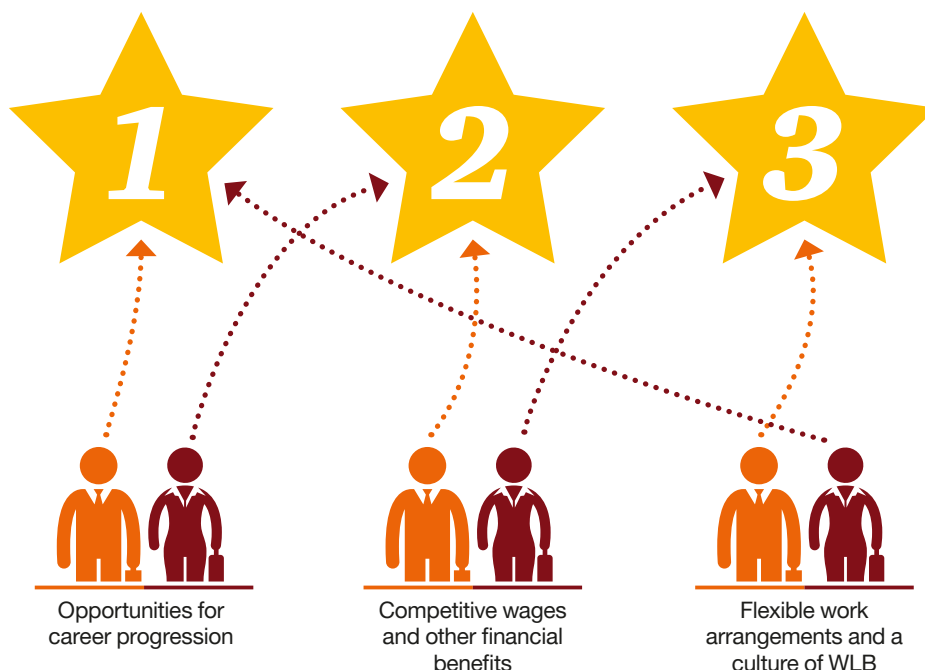 1
2
3
Opportunities for
career progression
Competitive wages
and other financial
benefits
Flexible work
arrangements and a
culture of WLB